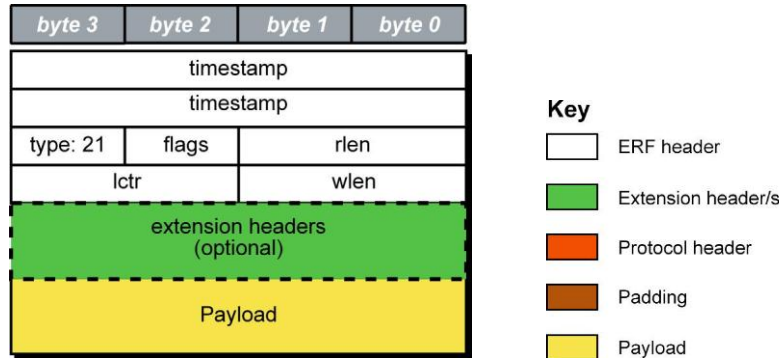 byte 3 byte 2 byte 1 byte 0
timestamp
timestamp
type: 21 flags rlen
lctr wlen
extension headers
(optional)
Payload
Key
ERF header
Extension header/s
Protocol header
Padding
Payload